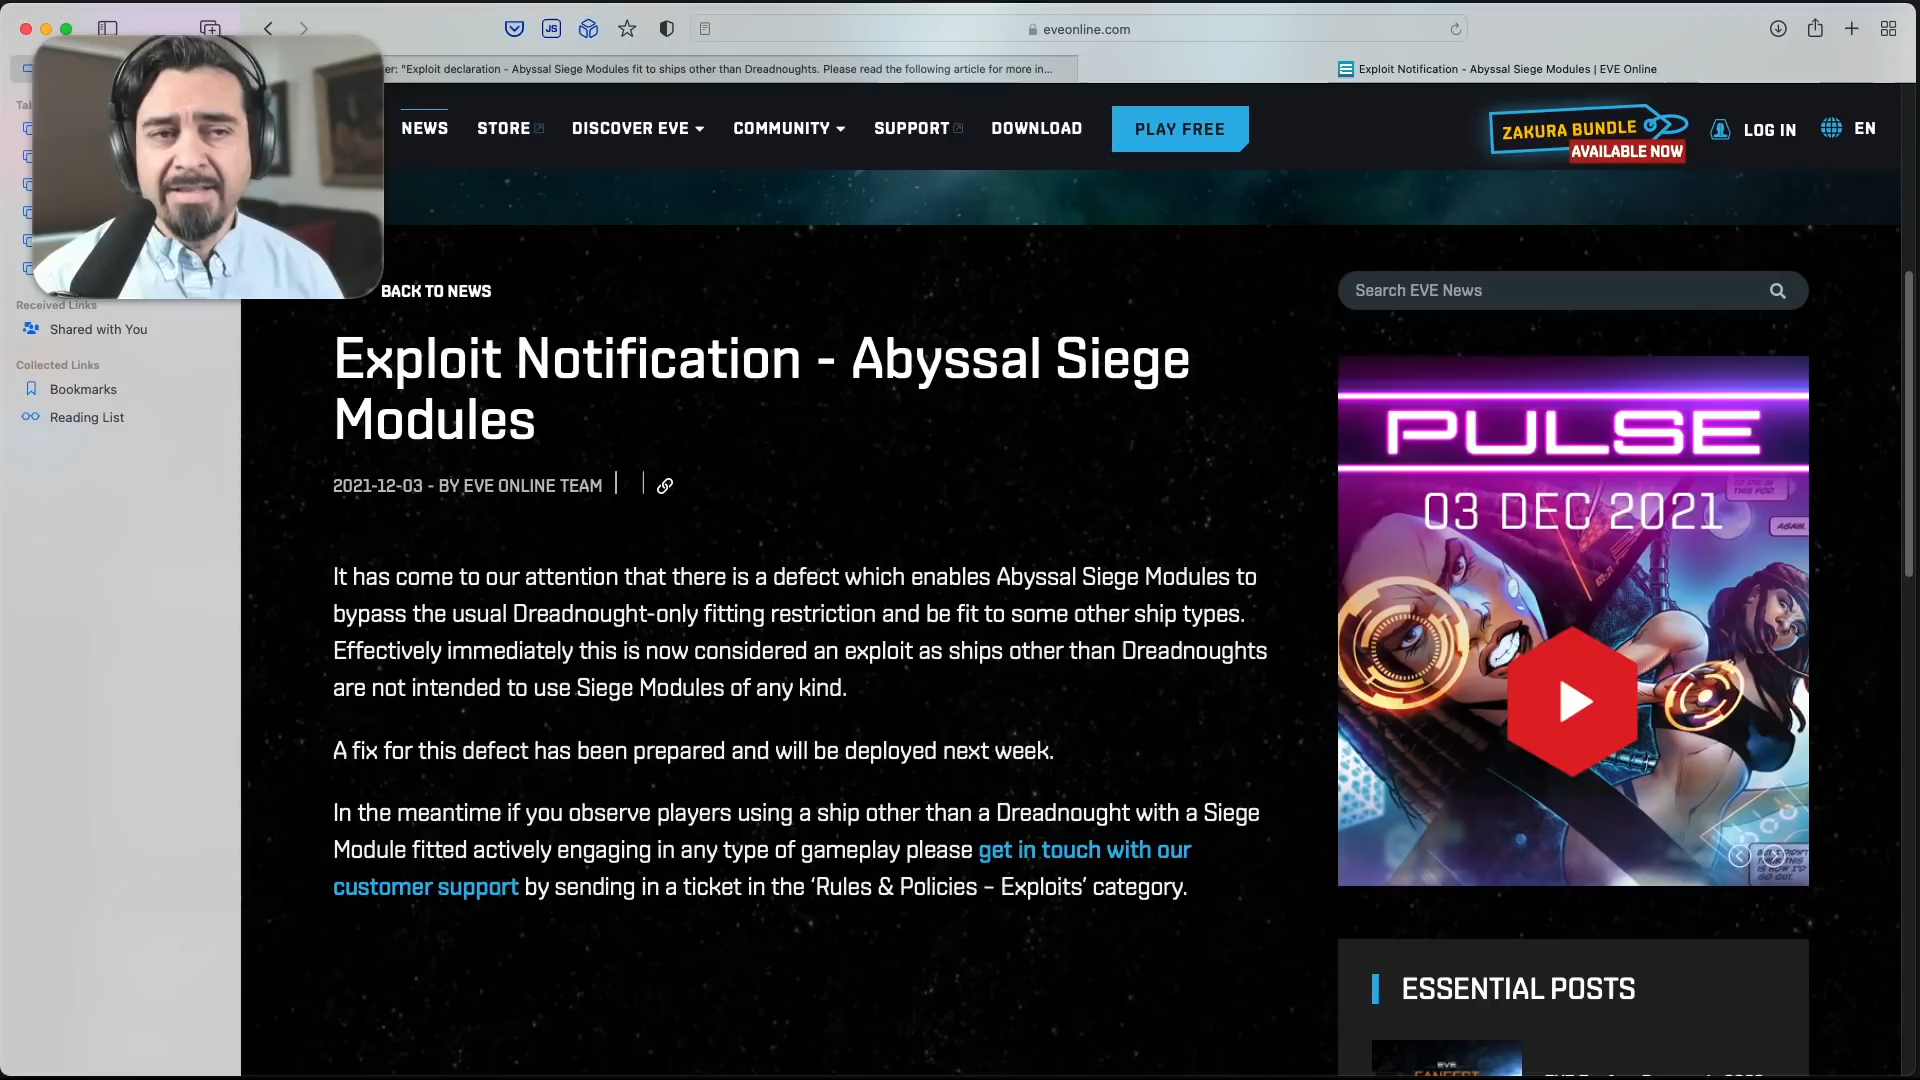 JS
eveonline.com
er: "Exploit declaration - Abyssal Siege Modules fit to ships other than Dreadnoughts. Please read the following article for more in...
Exploit Notification - Abyssal Siege Modules | EVE Online
NEWS
STORE
DISCOVER EVE
COMMUNITY
SUPPORT
DOWNLOAD
PLAY FREE
ZAKURA BUNDLE
AVAILABLE NOW
LOG IN
EN
Received Links
Shared with You
Collected Links
Bookmarks
Reading List
BACK TO NEWS
Search EVE News
Exploit Notification - Abyssal Siege
Modules
2021-12-03 - BY EVE ONLINE TEAM
It has come to our attention that there is a defect which enables Abyssal Siege Modules to
bypass the usual Dreadnought-only fitting restriction and be fit to some other ship types.
Effectively immediately this is now considered an exploit as ships other than Dreadnoughts
are not intended to use Siege Modules of any kind.
A fix for this defect has been prepared and will be deployed next week.
In the meantime if you observe players using a ship other than a Dreadnought with a Siege
Module fitted actively engaging in any type of gameplay please get in touch with our
customer support by sending in a ticket in the ‘Rules & Policies – Exploits’ category.
PULSE
03 DEC 2021
AGAIN.
ESSENTIAL POSTS
EVE
FANFEST